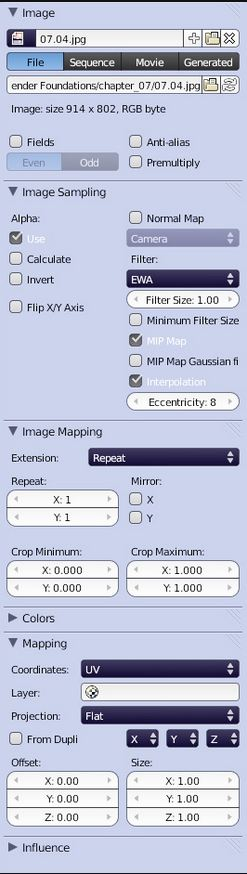 Image
07.04.jpg
File Sequence Movie Generated
ender Foundations/chapter_07/07.04.jpg
Image: size 914 x 802, RGB byte
Fields Anti-alias
Even Odd Premultiply
Image Sampling
Alpha: Normal Map
Use Camera
Calculate Filter:
Invert EWA
Filter Size: 1.00
Flip X/Y Axis
Minimum Filter Size
MIP Map
MIP Map Gaussian fi
Interpolation
Eccentricity: 8
Image Mapping
Extension: Repeat
Repeat: Mirror:
X: 1 X
Y: 1 Y
Crop Minimum: Crop Maximum:
X: 0.000 X: 1.000
Y: 0.000 Y: 1.000
Colors
Mapping
Coordinates: UV
Layer:
Projection: Flat
From Dupli X Y Z
Offset: Size:
X: 0.00 X: 1.00
Y: 0.00 Y: 1.00
Z: 0.00 Z: 1.00
Influence